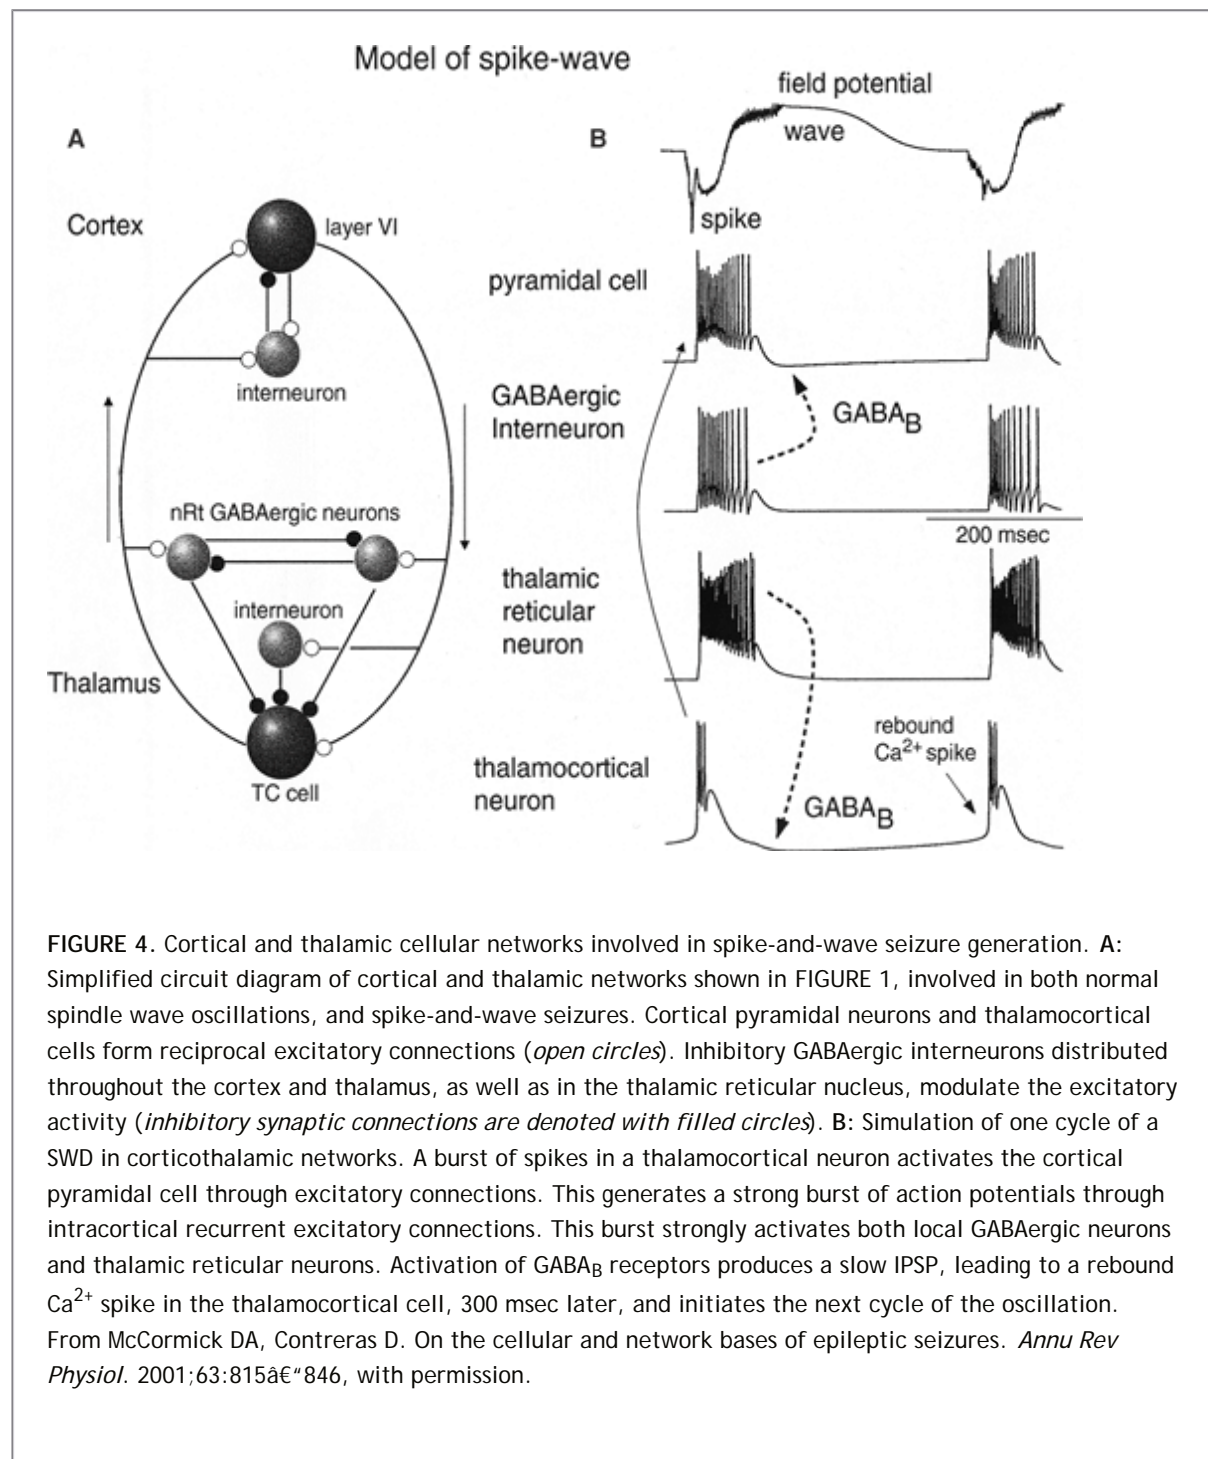 Model of spike-wave
A
Cortex
layer VI
interneuron
nRt GABAergic neurons
interneuron
Thalamus
TC cell
B
field potential
wave
spike
pyramidal cell
GABAergic
Interneuron
GABAB
200 msec
thalamic
reticular
neuron
rebound
Ca2+ spike
thalamocortical
neuron
GABAB
FIGURE 4. Cortical and thalamic cellular networks involved in spike-and-wave seizure generation. A:
Simplified circuit diagram of cortical and thalamic networks shown in FIGURE 1, involved in both normal
spindle wave oscillations, and spike-and-wave seizures. Cortical pyramidal neurons and thalamocortical
cells form reciprocal excitatory connections (open circles). Inhibitory GABAergic interneurons distributed
throughout the cortex and thalamus, as well as in the thalamic reticular nucleus, modulate the excitatory
activity (inhibitory synaptic connections are denoted with filled circles). B: Simulation of one cycle of a
SWD in corticothalamic networks. A burst of spikes in a thalamocortical neuron activates the cortical
pyramidal cell through excitatory connections. This generates a strong burst of action potentials through
intracortical recurrent excitatory connections. This burst strongly activates both local GABAergic neurons
and thalamic reticular neurons. Activation of GABAB receptors produces a slow IPSP, leading to a rebound
Ca2+ spike in the thalamocortical cell, 300 msec later, and initiates the next cycle of the oscillation.
From McCormick DA, Contreras D. On the cellular and network bases of epileptic seizures. Annu Rev
Physiol. 2001;63:815â€“846, with permission.